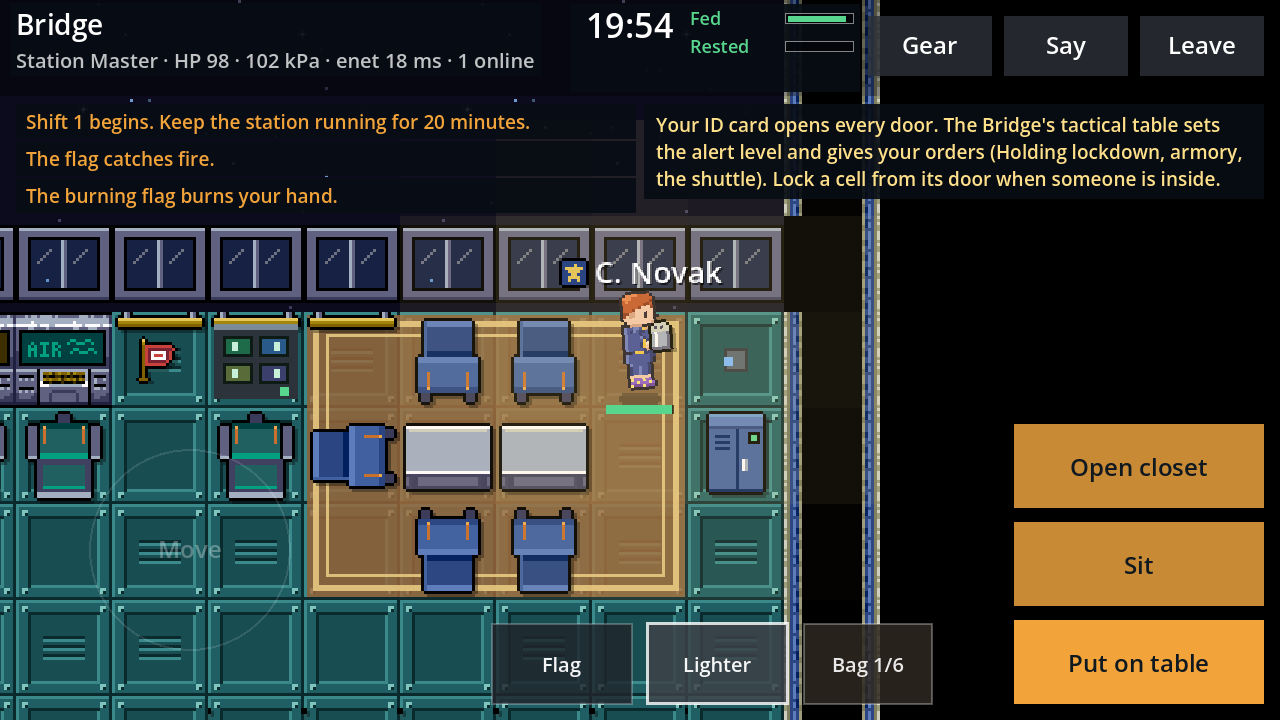 Bridge
Station Master · HP 98 · 102 kPa · enet 18 ms · 1 online
19:54
Fed
Rested
Gear
Say
Leave
Shift 1 begins. Keep the station running for 20 minutes.
The flag catches fire.
The burning flag burns your hand.
Your ID card opens every door. The Bridge's tactical table sets
the alert level and gives your orders (Holding lockdown, armory,
the shuttle). Lock a cell from its door when someone is inside.
C. Novak
AIR
Move
Open closet
Sit
Put on table
Flag
Lighter
Bag 1/6